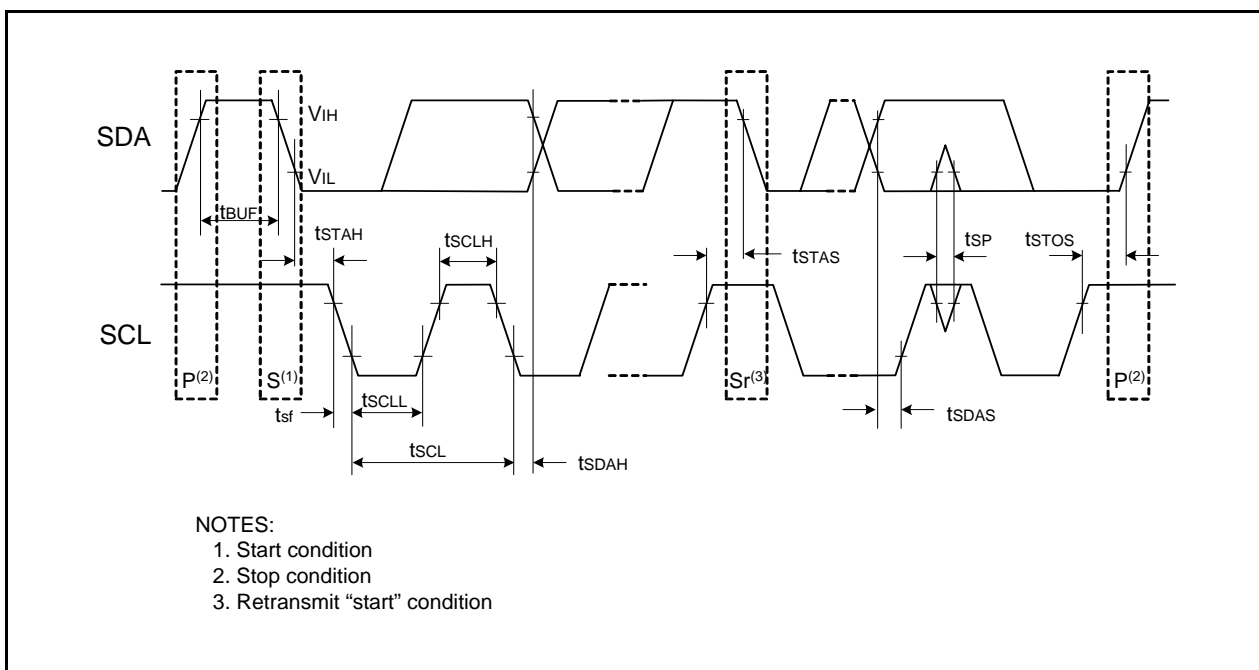 SDA
VIH
VIL
tBUF
tSTAH
tSCLH
tSTAS
tSP
tSTOS
SCL
P(2)
S(1)
Sr(3)
P(2)
tsf
tSCLL
tSCL
tSDAH
tSDAS
NOTES:
1. Start condition
2. Stop condition
3. Retransmit “start” condition